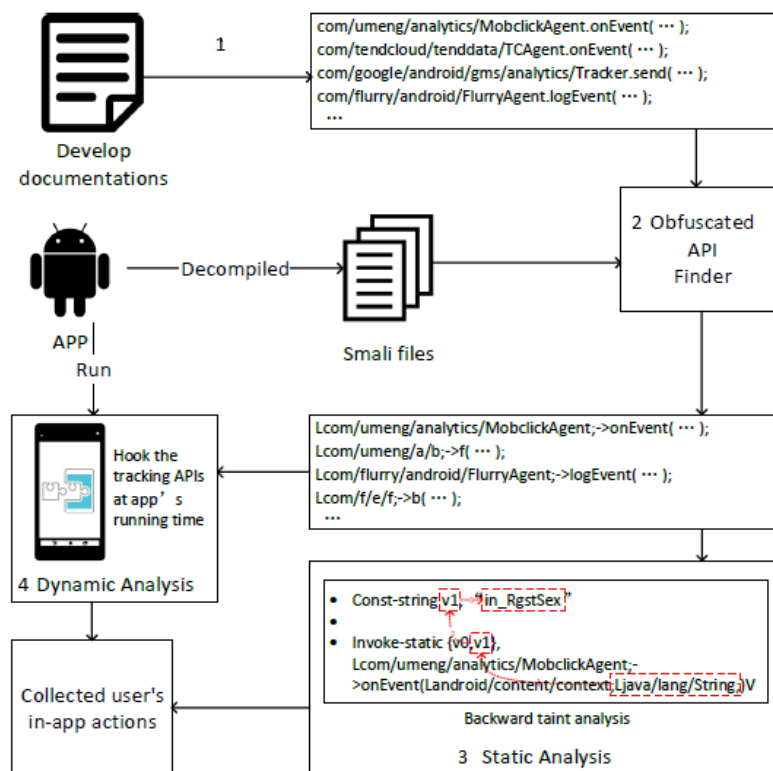 1
com/umeng/analytics/MobclickAgent.onEvent( ··· );
com/tendcloud/tenddata/TCAgent.onEvent( ··· );
com/google/android/gms/analytics/Tracker.send( ··· );
com/flurry/android/FlurryAgent.logEvent( ··· );
···
Develop
documentations
2 Obfuscated
API
Finder
Decompiled
APP
Smali files
Run
Lcom/umeng/analytics/MobclickAgent;->onEvent( ··· );
Lcom/umeng/a/b;->f( ··· );
Lcom/flurry/android/FlurryAgent;->logEvent( ··· );
Lcom/f/e/f;->b( ··· );
···
Hook the
tracking APIs
at app’s
running time
4 Dynamic Analysis
• Const-string v1, “in_RgstSex”
•
• Invoke-static {v0,v1},
Lcom/umeng/analytics/MobclickAgent;-
>onEvent(Landroid/content/context;Ljava/lang/String;)V
Backward taint analysis
3 Static Analysis
Collected user's
in-app actions